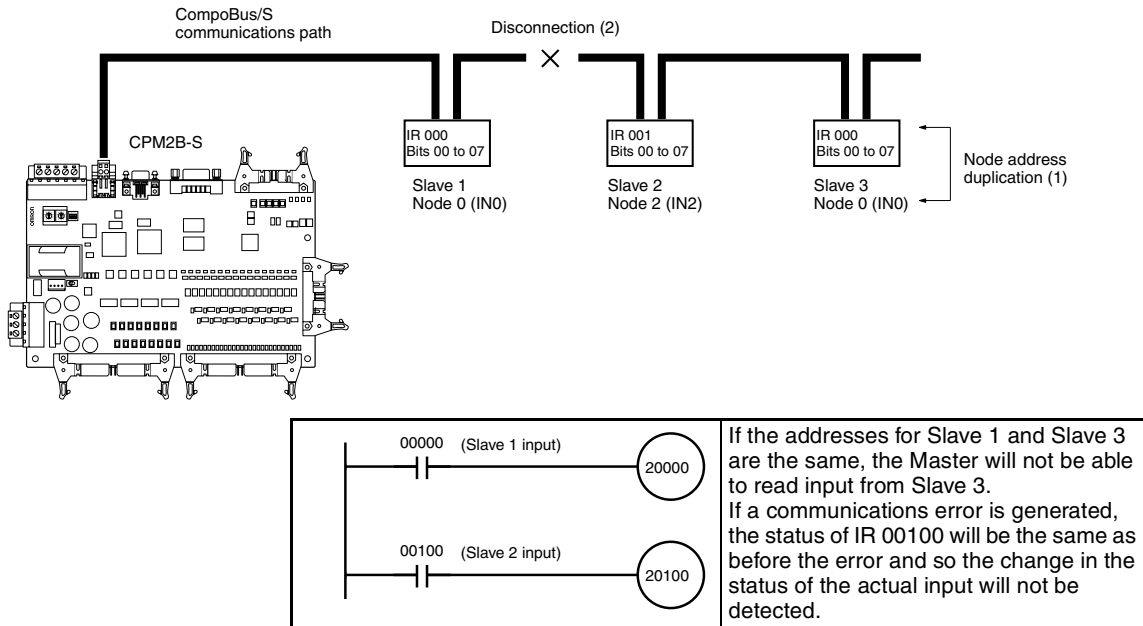 CompoBus/S
communications path
Disconnection (2)
CPM2B-S
IR 000
Bits 00 to 07
IR 001
Bits 00 to 07
IR 000
Bits 00 to 07
Slave 1
Node 0 (IN0)
Slave 2
Node 2 (IN2)
Slave 3
Node 0 (IN0)
Node address
duplication (1)
OMRON
00000 (Slave 1 input)
20000
00100 (Slave 2 input)
20100
If the addresses for Slave 1 and Slave 3
are the same, the Master will not be able
to read input from Slave 3.
If a communications error is generated,
the status of IR 00100 will be the same as
before the error and so the change in the
status of the actual input will not be
detected.